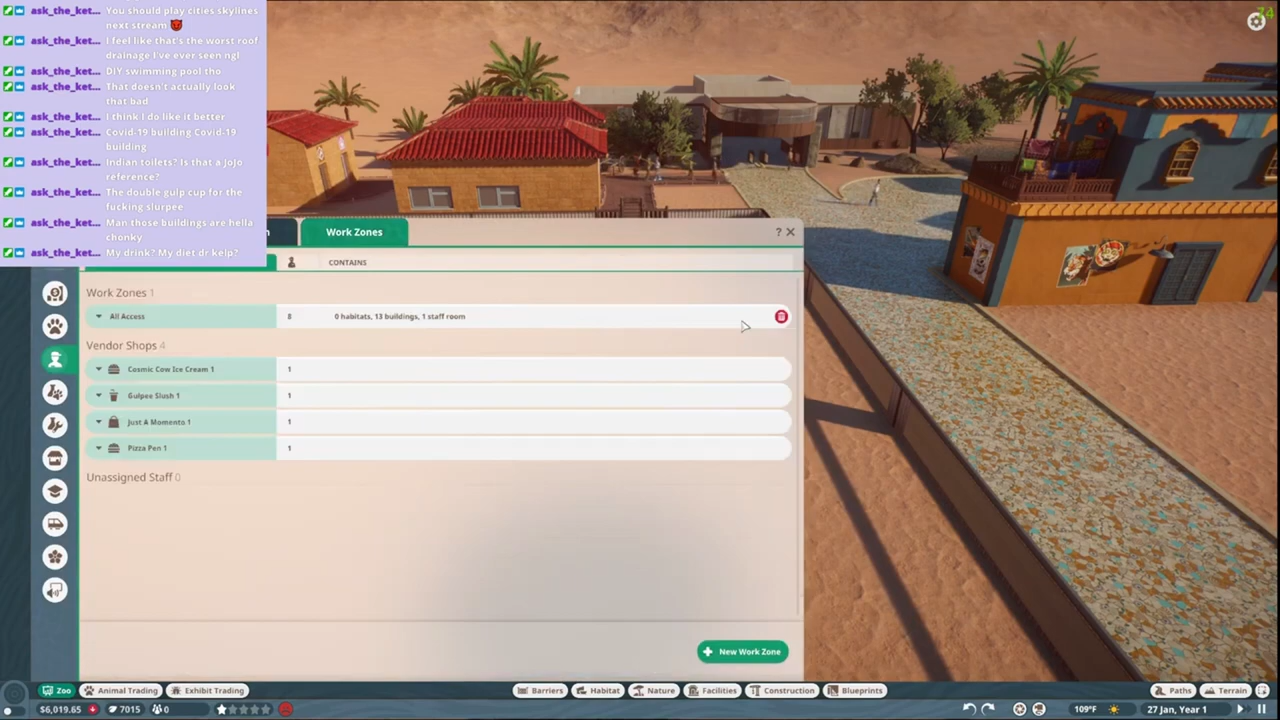 ask_the_ket... You should play cities skylines
next stream
ask_the_ket... I feel like that's the worst roof
drainage I've ever seen ngl
ask_the_ket... DIY swimming pool tho
ask_the_ket... That doesn't actually look
that bad
ask_the_ket... I think I do like it better
ask_the_ket... Covid-19 building Covid-19
building
ask_the_ket... Indian toilets? Is that a jojo
reference?
ask_the_ket... The double gulp cup for the
fucking slurpee
ask_the_ket... Man those buildings are hella
chonky
ask_the_ket... My drink? My diet dr kelp?
Work Zones
? ×
CONTAINS
Work Zones 1
All Access 8 0 habitats, 13 buildings, 1 staff room
Vendor Shops 4
Cosmic Cow Ice Cream 1 1
Gulpee Slush 1 1
Just A Momento 1 1
Pizza Pen 1 1
Unassigned Staff 0
+ New Work Zone
Zoo Animal Trading Exhibit Trading Barriers Habitat Nature Facilities Construction Blueprints Paths Terrain
$6,019.65 7015 0 109°F 27 Jan, Year 1